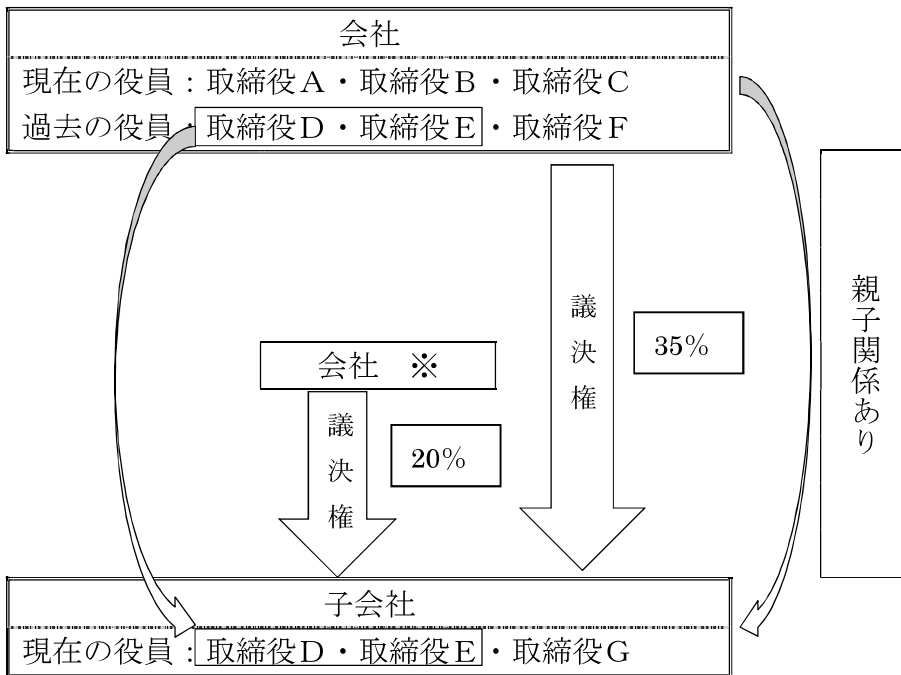 会社
現在の役員:取締役A・取締役B・取締役C
過去の役員:取締役D・取締役E・取締役F
議決権
35%
親子関係あり
会社 ※
議決権
20%
子会社
現在の役員:取締役D・取締役E・取締役G